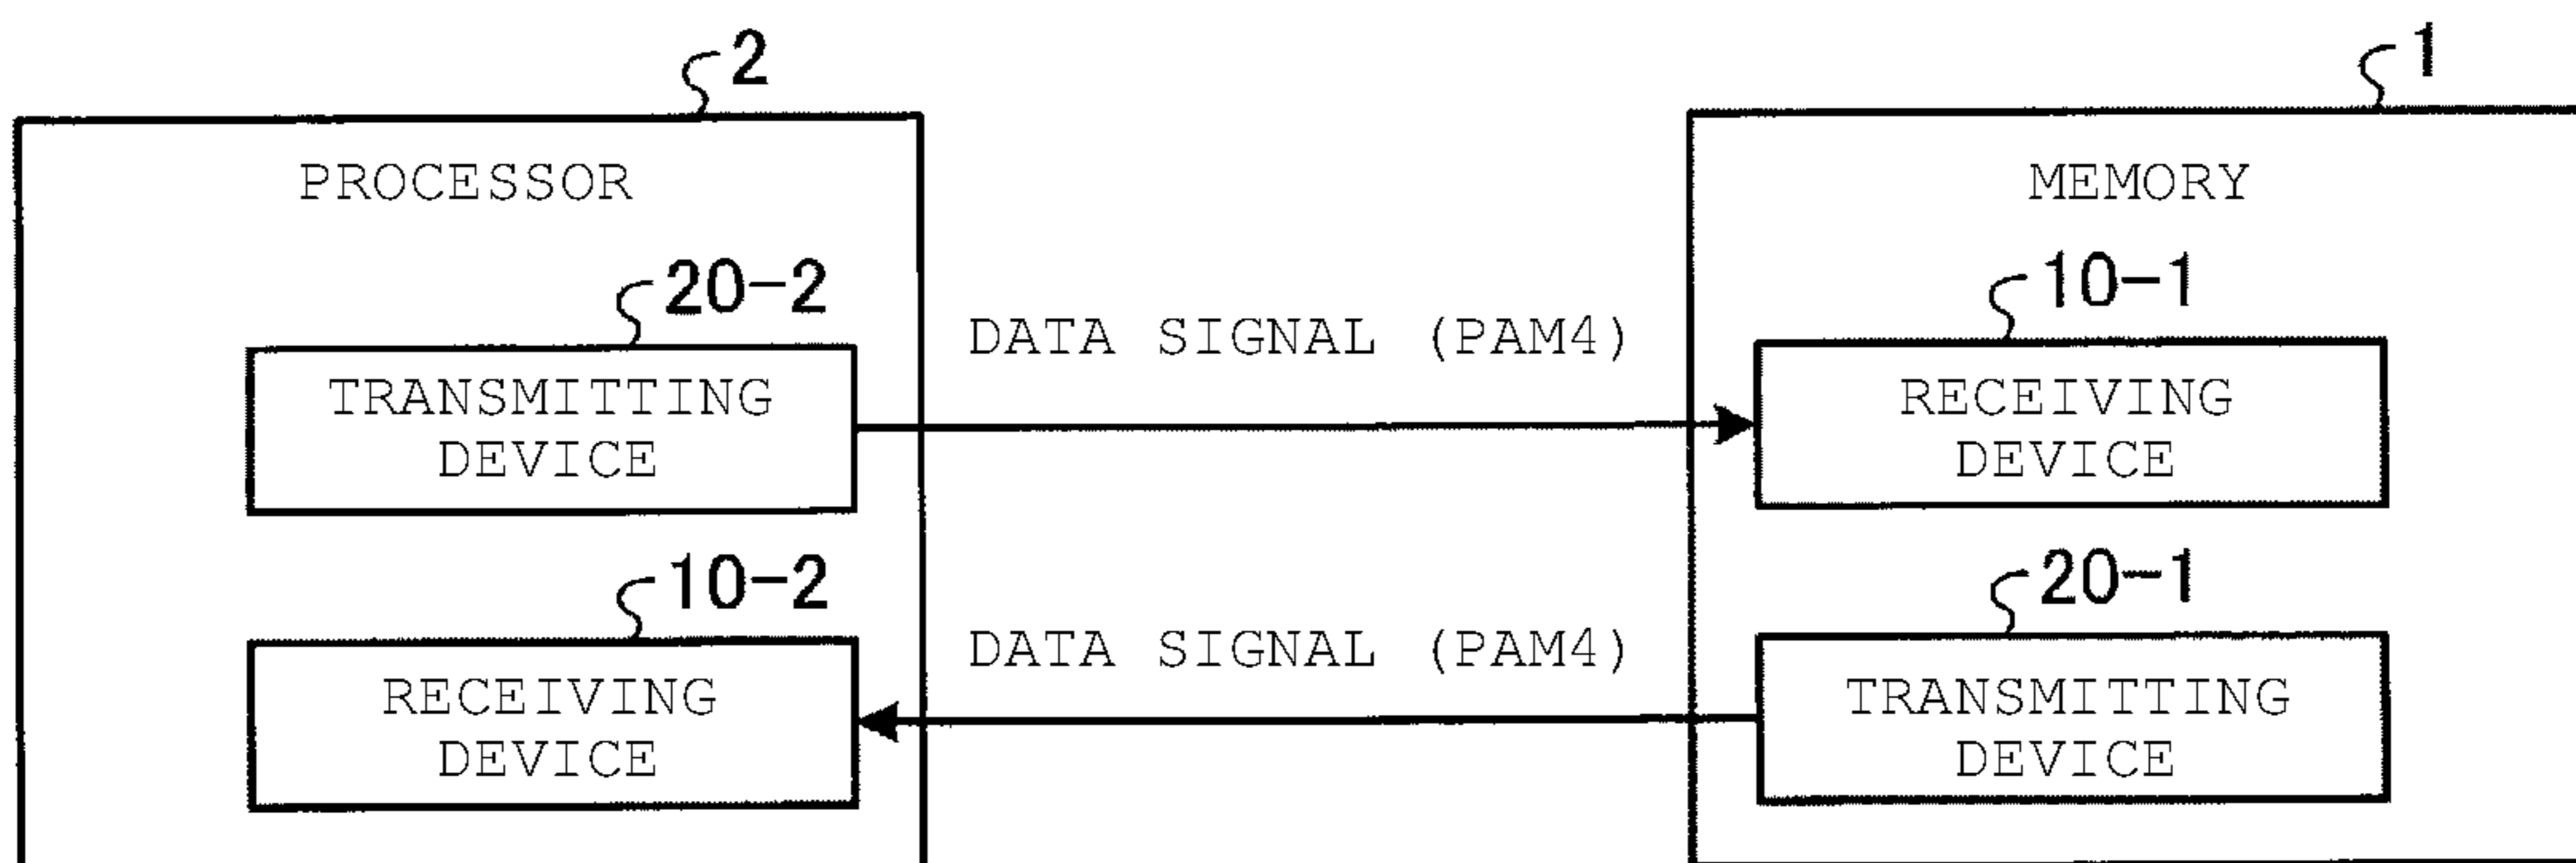 2
1
PROCESSOR
MEMORY
20-2
10-1
DATA SIGNAL (PAM4)
TRANSMITTING
DEVICE
RECEIVING
DEVICE
10-2
20-1
DATA SIGNAL (PAM4)
RECEIVING
DEVICE
TRANSMITTING
DEVICE